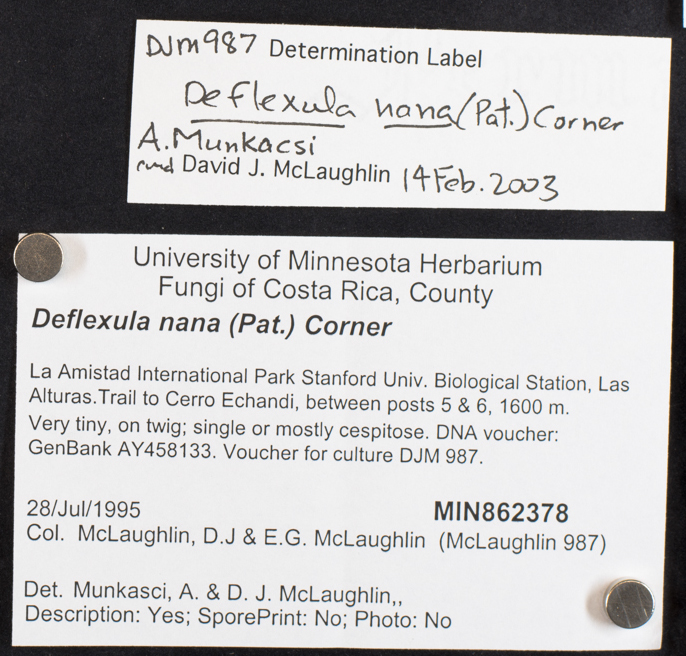 DJM987 Determination Label
Deflexula nana (Pat.) Corner
A. Munkacsi
and David J. McLaughlin 14 Feb. 2003
University of Minnesota Herbarium
Fungi of Costa Rica, County
Deflexula nana (Pat.) Corner
La Amistad International Park Stanford Univ. Biological Station, Las
Alturas.Trail to Cerro Echandi, between posts 5 & 6, 1600 m.
Very tiny, on twig; single or mostly cespitose. DNA voucher:
GenBank AY458133. Voucher for culture DJM 987.
28/Jul/1995 MIN862378
Col. McLaughlin, D.J & E.G. McLaughlin (McLaughlin 987)
Det. Munkasci, A. & D. J. McLaughlin,,
Description: Yes; SporePrint: No; Photo: No